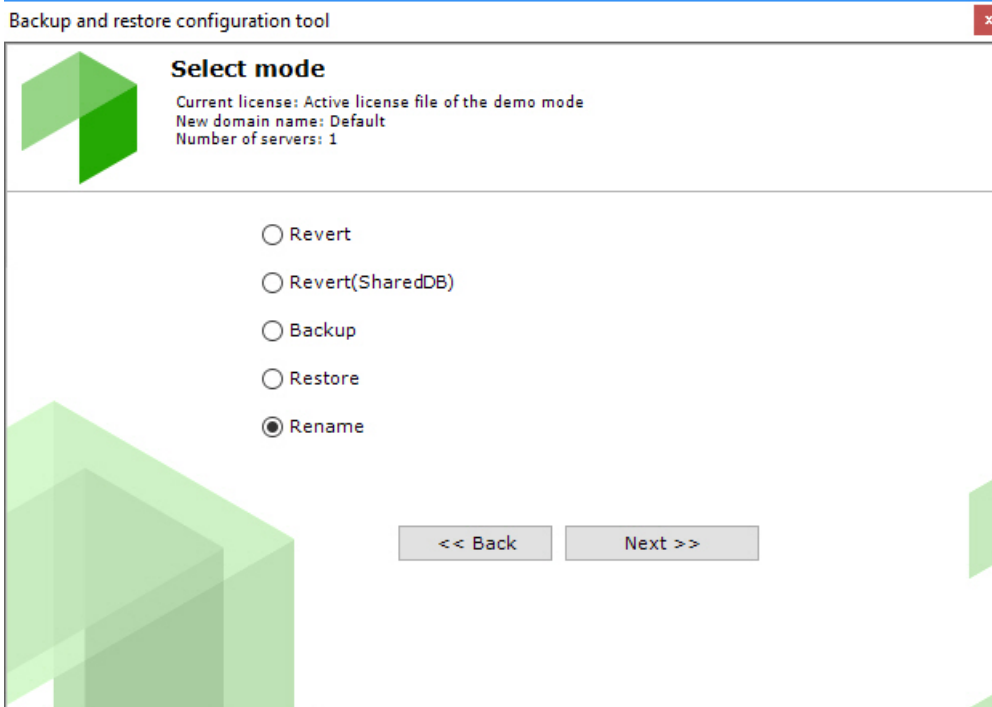 Backup and restore configuration tool
x
Select mode
Current license: Active license file of the demo mode
New domain name: Default
Number of servers: 1
Revert
Revert(SharedDB)
Backup
Restore
Rename
<< Back
Next >>